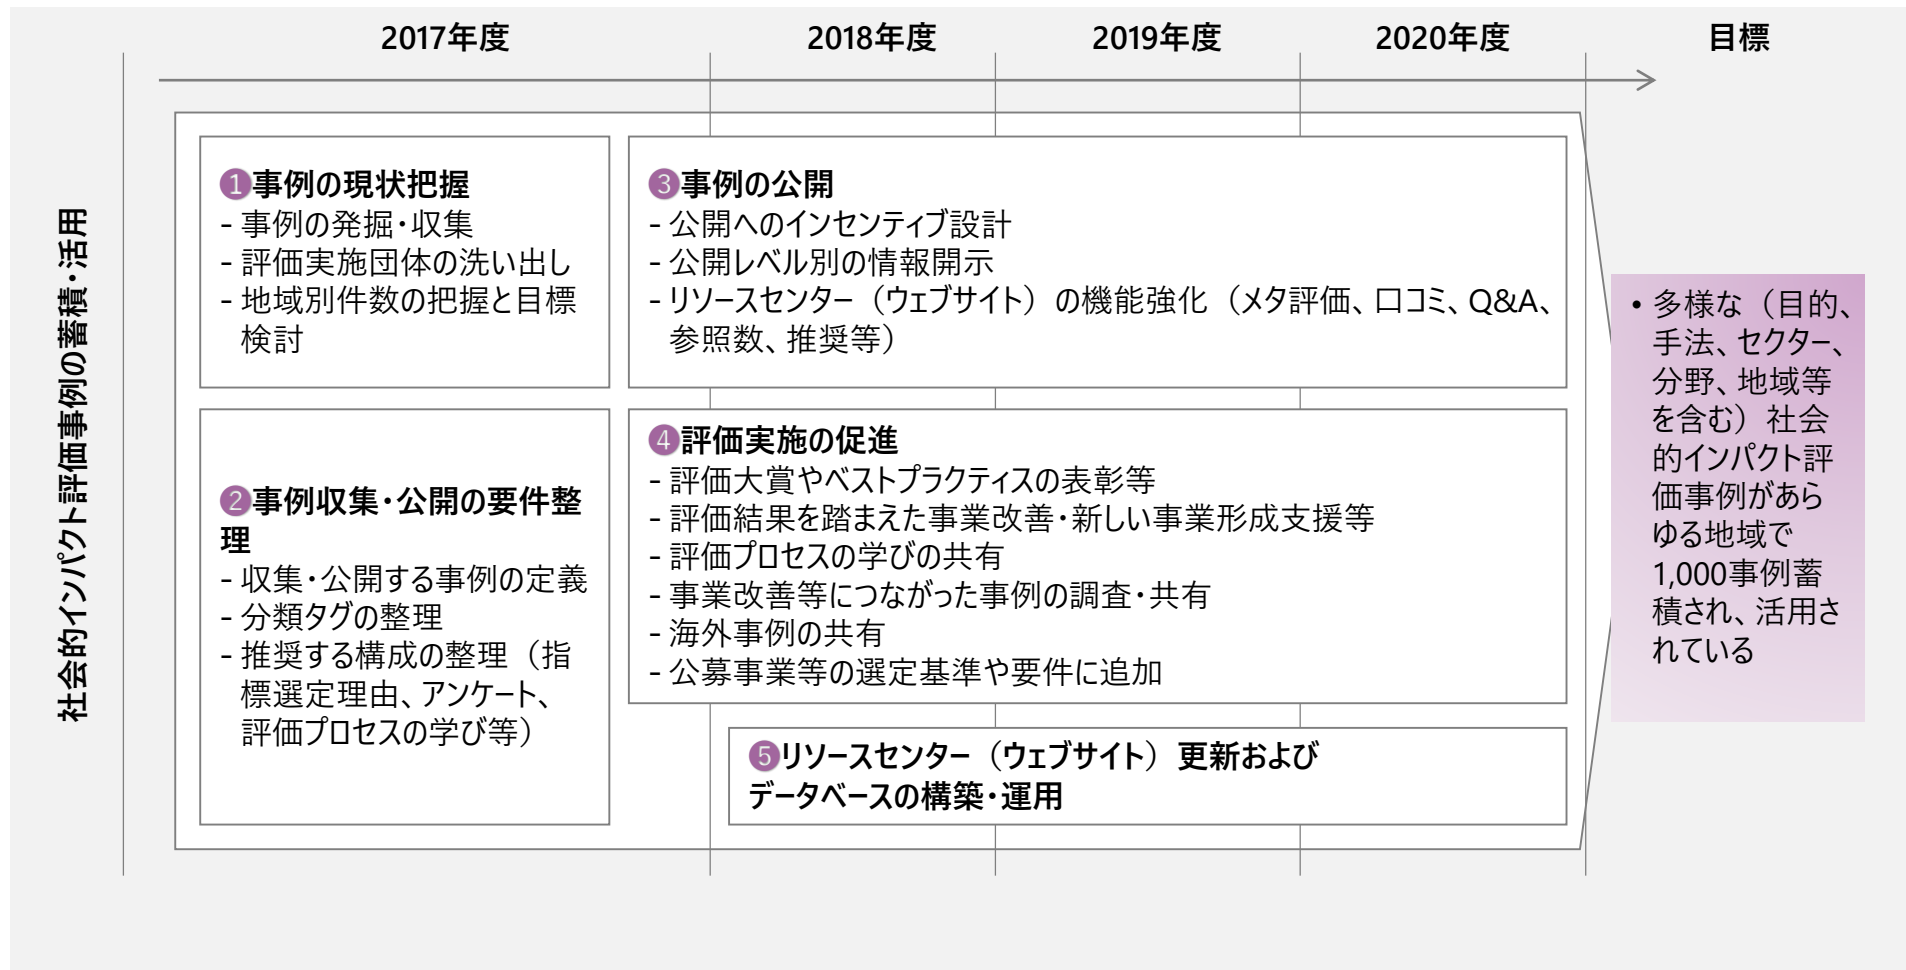 2017年度
2018年度
2019年度
2020年度
目標
社会的インパクト評価事例の蓄積・活用
❶事例の現状把握
- 事例の発掘・収集
- 評価実施団体の洗い出し
- 地域別件数の把握と目標
検討
❷事例収集・公開の要件整
理
- 収集・公開する事例の定義
- 分類タグの整理
- 推奨する構成の整理（指
標選定理由、アンケート、
評価プロセスの学び等）
❸事例の公開
- 公開へのインセンティブ設計
- 公開レベル別の情報開示
- リソースセンター（ウェブサイト）の機能強化（メタ評価、口コミ、Q&A、
参照数、推奨等）
❹評価実施の促進
- 評価大賞やベストプラクティスの表彰等
- 評価結果を踏まえた事業改善・新しい事業形成支援等
- 評価プロセスの学びの共有
- 事業改善等につながった事例の調査・共有
- 海外事例の共有
- 公募事業等の選定基準や要件に追加
❺リソースセンター（ウェブサイト）更新および
データベースの構築・運用
• 多様な（目的、
手法、セクター、
分野、地域等
を含む）社会
的インパクト評
価事例があら
ゆる地域で
1,000事例蓄
積され、活用さ
れている